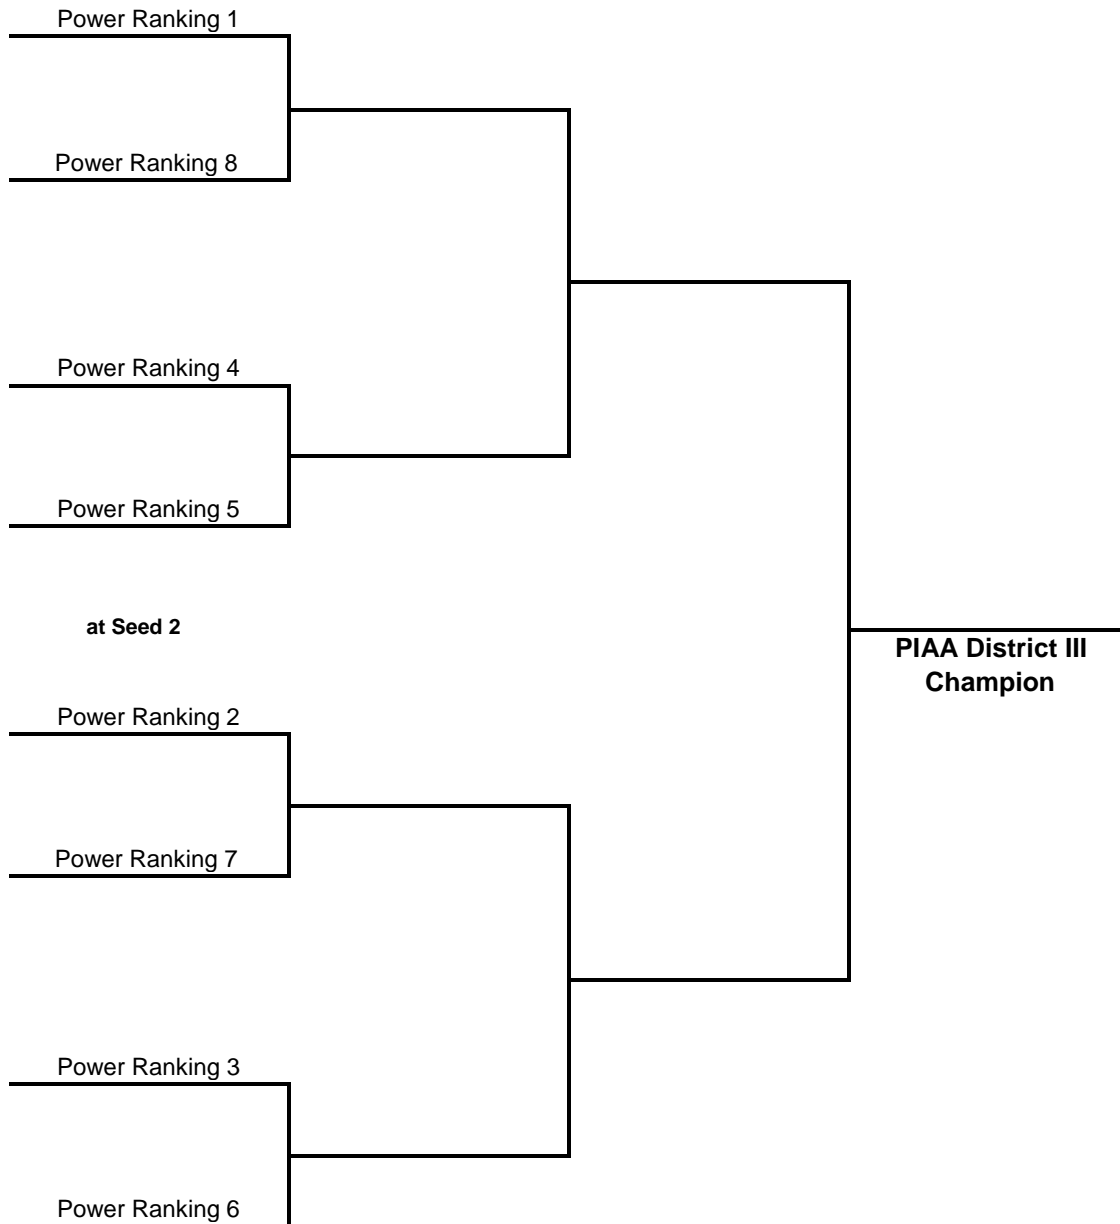 Power Ranking 1
Power Ranking 8
Power Ranking 4
Power Ranking 5
at Seed 2
PIAA District III
Champion
Power Ranking 2
Power Ranking 7
Power Ranking 3
Power Ranking 6